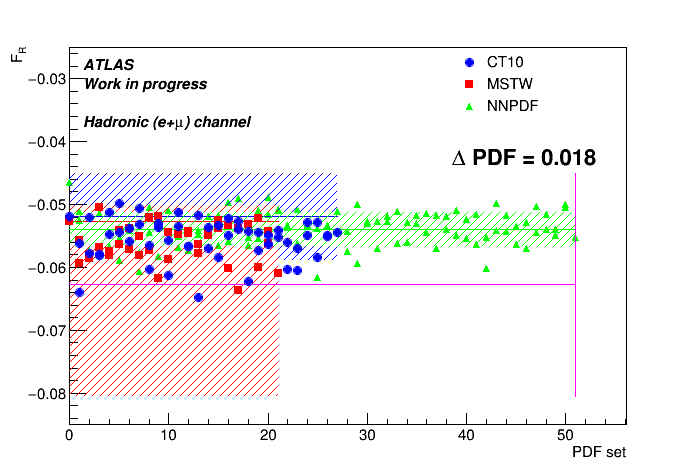 F_R
ATLAS
Work in progress
Hadronic (e+μ) channel
CT10
MSTW
NNPDF
Δ PDF = 0.018
−0.03
−0.04
−0.05
−0.06
−0.07
−0.08
0 10 20 30 40 50
PDF set